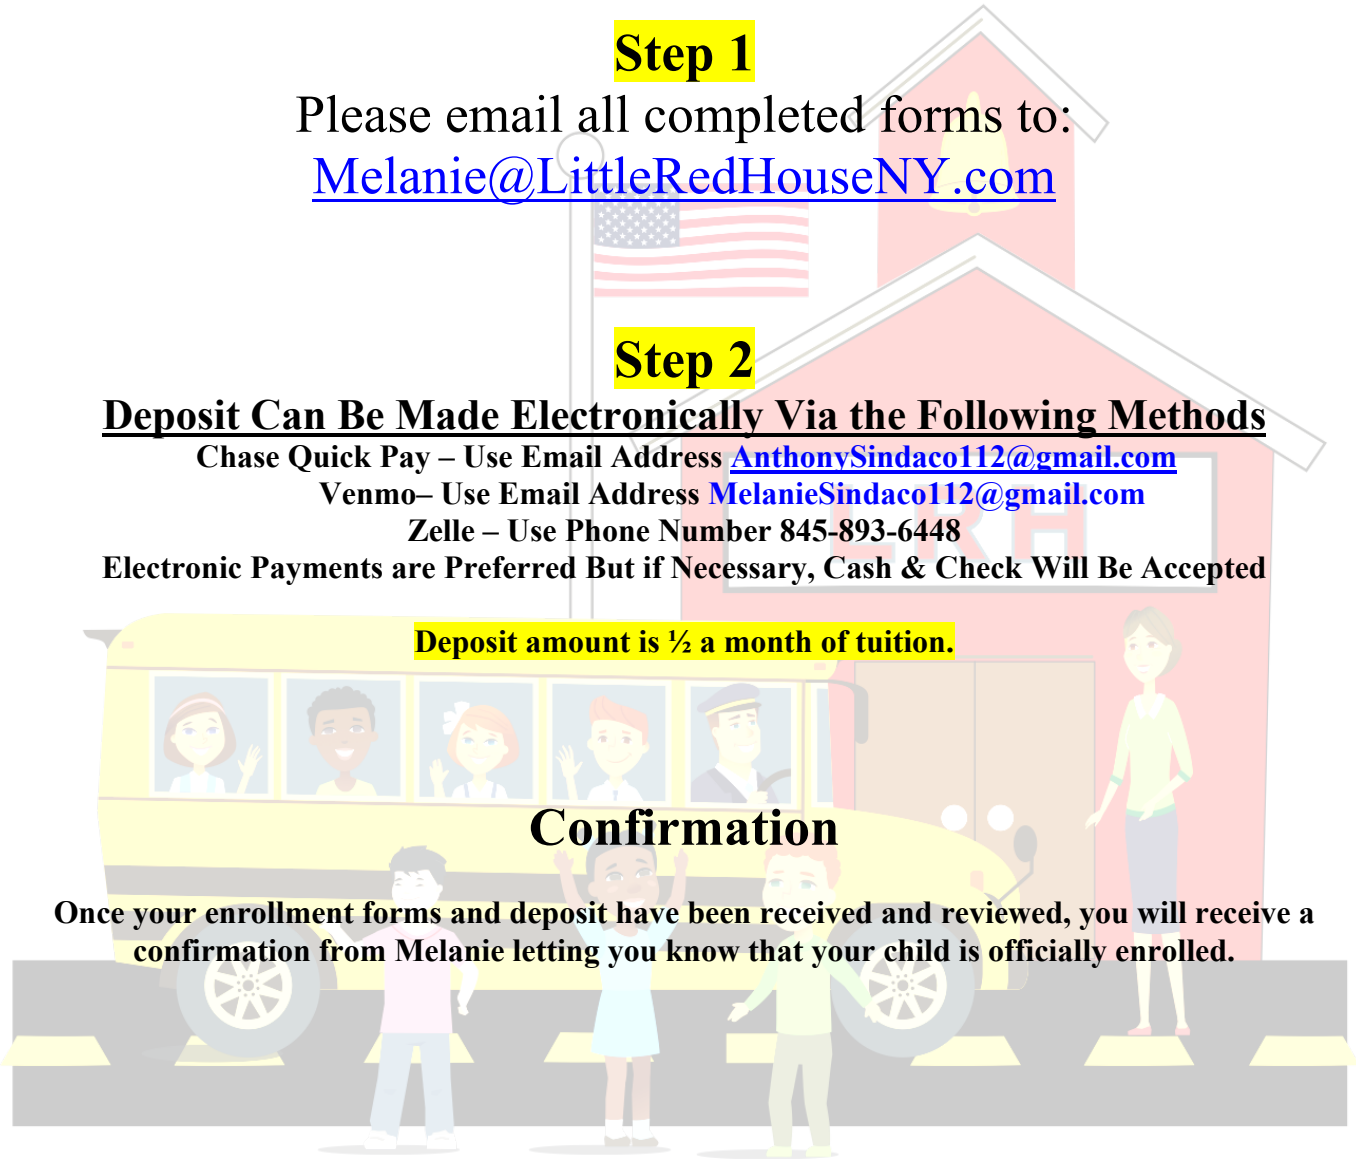 Step 1
Please email all completed forms to:
Melanie@LittleRedHouseNY.com
Step 2
Deposit Can Be Made Electronically Via the Following Methods
Chase Quick Pay – Use Email Address AnthonySindaco112@gmail.com
Venmo– Use Email Address MelanieSindaco112@gmail.com
Zelle – Use Phone Number 845-893-6448
LRH
Electronic Payments are Preferred But if Necessary, Cash & Check Will Be Accepted
Deposit amount is ½ a month of tuition.
Confirmation
Once your enrollment forms and deposit have been received and reviewed, you will receive a
confirmation from Melanie letting you know that your child is officially enrolled.